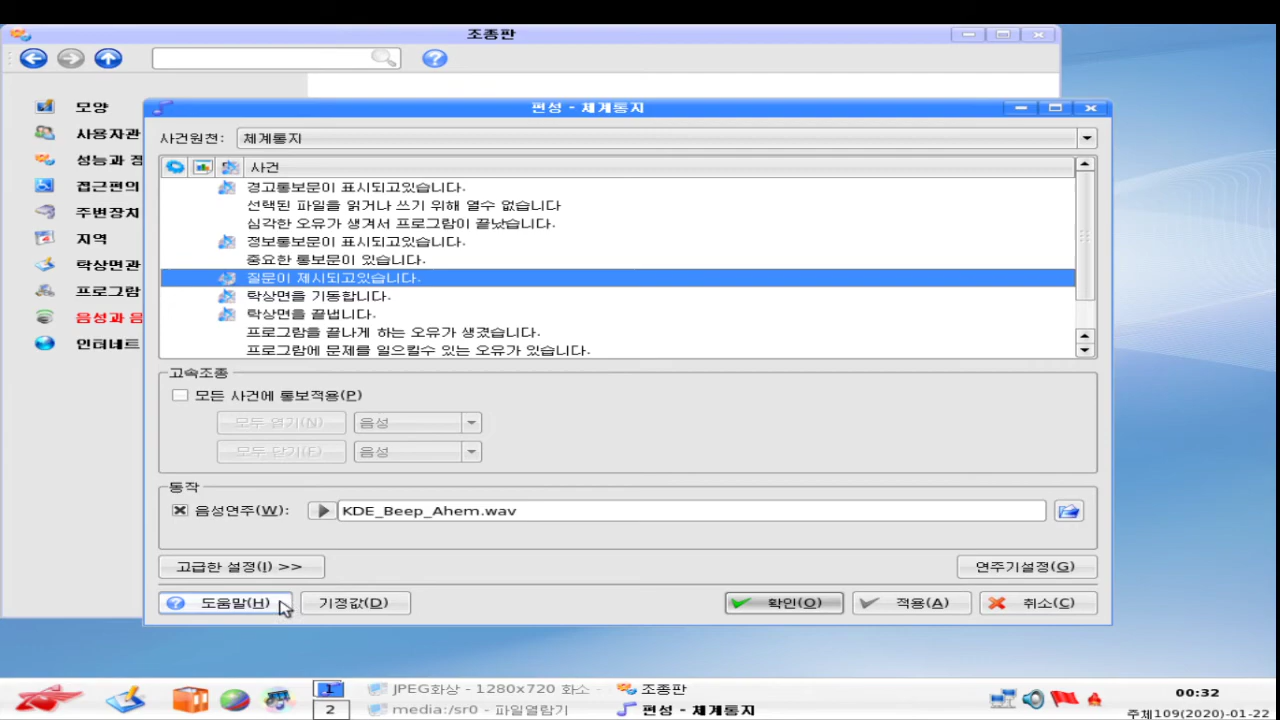 조종판
모양
사용자관
성능과 정
접근편의
주변장치
지역
학상면관
프로그람
음성과 음
인터네트
편성 - 체계통지
사건원천: 체계통지
사건
경고통보문이 표시되고있습니다.
선택된 파일을 읽거나 쓰기 위해 열수 없습니다
심각한 오유가 생겨서 프로그람이 끝났습니다.
정보통보문이 표시되고있습니다.
중요한 통보문이 있습니다.
질문이 제시되고있습니다.
학상면을 기동합니다.
학상면을 끝냅니다.
프로그람을 끝나게 하는 오유가 생겼습니다.
프로그람에 문제를 일으킬수 있는 오유가 있습니다.
고속조종
모든 사건에 통보적용(P)
모두 열기(N) 음성
모두 닫기(F) 음성
동작
음성연주(W): KDE_Beep_Ahem.wav
고급한 설정(I) >> 연주기설정(G)
도움말(H) 기정값(D) 확인(O) 적용(A) 취소(C)
1 JPEG화상 - 1280x720 화소 - 조종판
2 media:/sr0 - 파일열람기 편성 - 체계통지
00:32
주체109(2020)-01-22